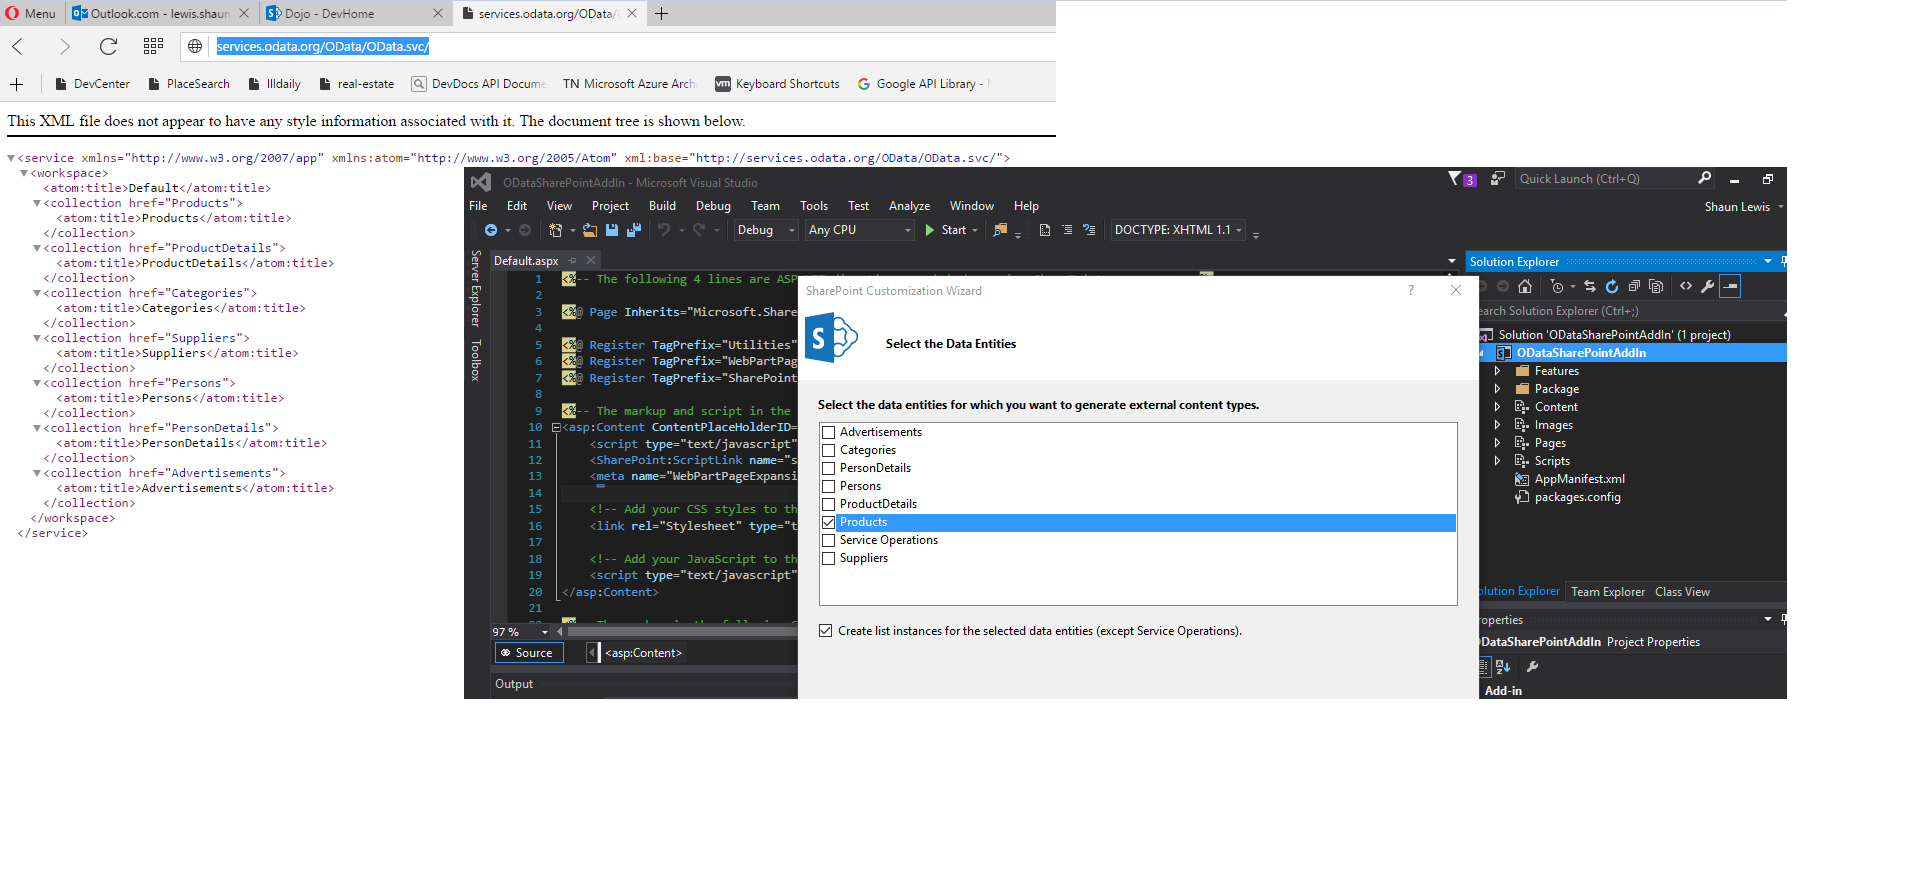 Menu
Outlook.com - lewis.shaun
Dojo - DevHome
services.odata.org/OData/
services.odata.org/OData/OData.svc/
DevCenter
PlaceSearch
Illdaily
real-estate
DevDocs API Docume
TN Microsoft Azure Arch
vm Keyboard Shortcuts
G Google API Library -
This XML file does not appear to have any style information associated with it. The document tree is shown below.
<service xmlns="http://www.w3.org/2007/app" xmlns:atom="http://www.w3.org/2005/Atom" xml:base="http://services.odata.org/OData/OData.svc/">
<workspace>
<atom:title>Default</atom:title>
<collection href="Products">
<atom:title>Products</atom:title>
</collection>
<collection href="ProductDetails">
<atom:title>ProductDetails</atom:title>
</collection>
<collection href="Categories">
<atom:title>Categories</atom:title>
</collection>
<collection href="Suppliers">
<atom:title>Suppliers</atom:title>
</collection>
<collection href="Persons">
<atom:title>Persons</atom:title>
</collection>
<collection href="PersonDetails">
<atom:title>PersonDetails</atom:title>
</collection>
<collection href="Advertisements">
<atom:title>Advertisements</atom:title>
</collection>
</workspace>
</service>
ODataSharePointAddIn - Microsoft Visual Studio
3
Quick Launch (Ctrl+Q)
File Edit View Project Build Debug Team Tools Test Analyze Window Help
Shaun Lewis
Debug
Any CPU
Start
DOCTYPE: XHTML 1.1
Server Explorer
Toolbox
Default.aspx
1 <%-- The following 4 lines are ASP
2
3 <%@ Page Inherits="Microsoft.Share
4
5 <%@ Register TagPrefix="Utilities"
6 <%@ Register TagPrefix="WebPartPag
7 <%@ Register TagPrefix="SharePoint
8
9 <%-- The markup and script in the
10 <asp:Content ContentPlaceHolderID=
11 <script type="text/javascript"
12 <SharePoint:ScriptLink name="s
13 <meta name="WebPartPageExpansi
14
15 <!-- Add your CSS styles to th
16 <link rel="Stylesheet" type="t
17
18 <!-- Add your JavaScript to th
19 <script type="text/javascript"
20 </asp:Content>
21
97 %
Source
<asp:Content>
Output
SharePoint Customization Wizard
?
S
Select the Data Entities
Select the data entities for which you want to generate external content types.
Advertisements
Categories
PersonDetails
Persons
ProductDetails
Products
Service Operations
Suppliers
Create list instances for the selected data entities (except Service Operations).
Solution Explorer
earch Solution Explorer (Ctrl+;)
Solution 'ODataSharePointAddIn' (1 project)
ODataSharePointAddIn
Features
Package
Content
Images
Pages
Scripts
AppManifest.xml
packages.config
olution Explorer
Team Explorer
Class View
roperties
DataSharePointAddIn Project Properties
Add-in